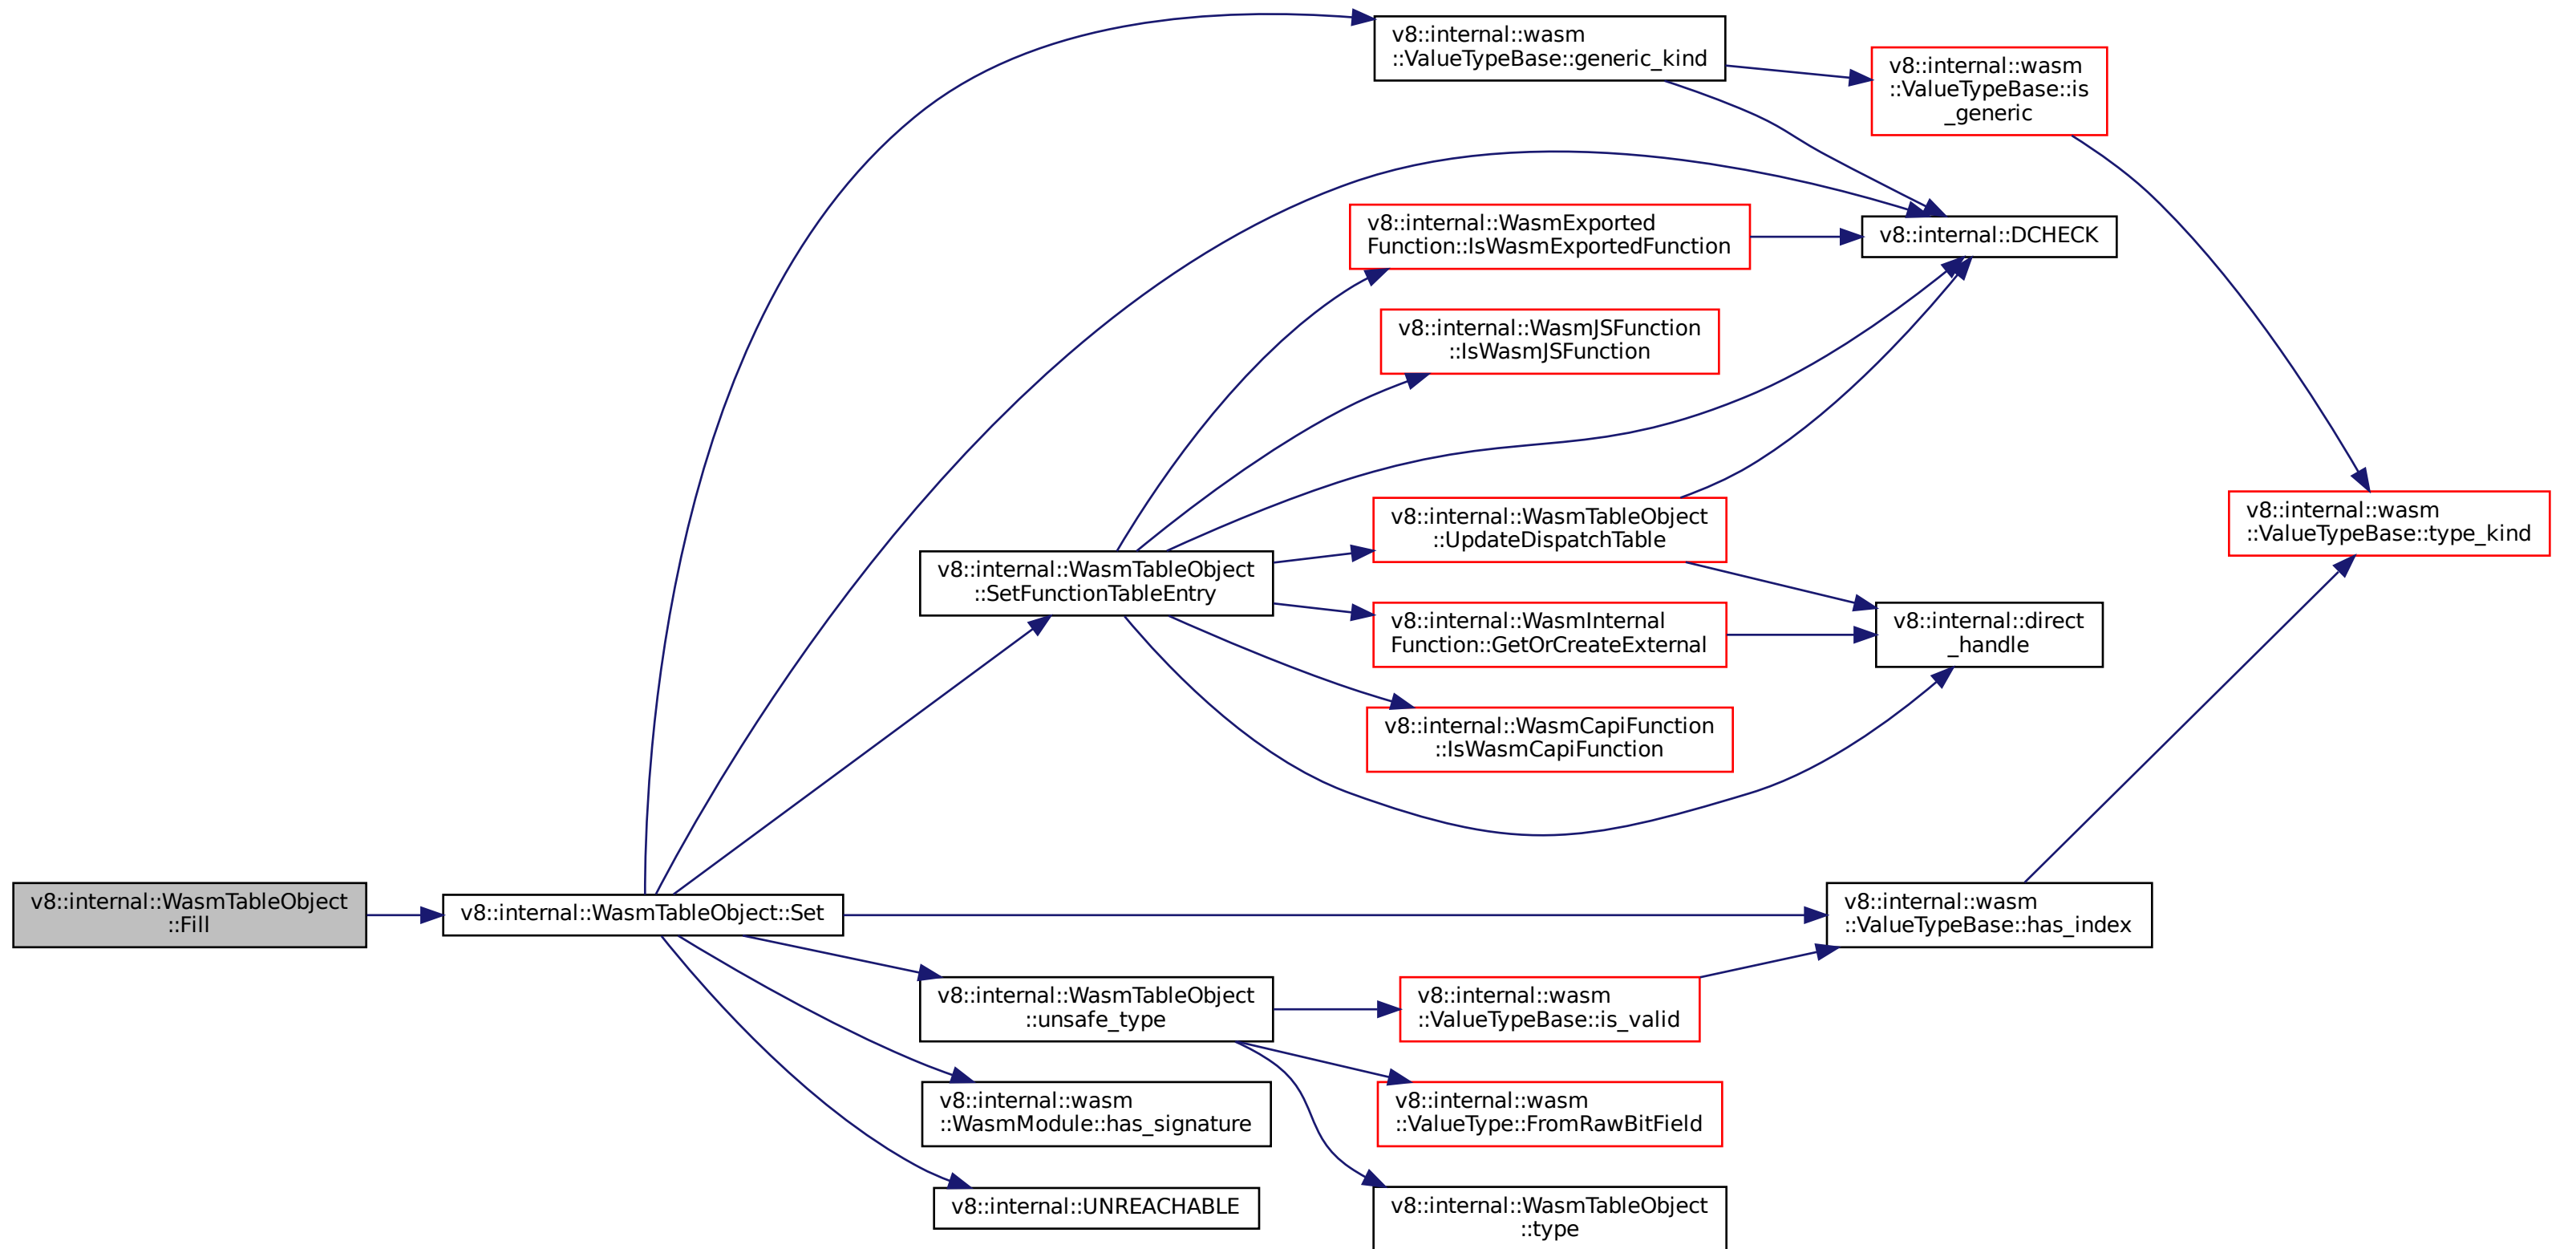 v8::internal::wasm
::ValueTypeBase::generic_kind
v8::internal::wasm
::ValueTypeBase::is
_generic
v8::internal::WasmExported
Function::IsWasmExportedFunction
v8::internal::DCHECK
v8::internal::WasmJSFunction
::IsWasmJSFunction
v8::internal::WasmTableObject
::UpdateDispatchTable
v8::internal::wasm
::ValueTypeBase::type_kind
v8::internal::WasmTableObject
::SetFunctionTableEntry
v8::internal::WasmInternal
Function::GetOrCreateExternal
v8::internal::direct
_handle
v8::internal::WasmCapiFunction
::IsWasmCapiFunction
v8::internal::WasmTableObject
::Fill
v8::internal::WasmTableObject::Set
v8::internal::wasm
::ValueTypeBase::has_index
v8::internal::WasmTableObject
::unsafe_type
v8::internal::wasm
::ValueTypeBase::is_valid
v8::internal::wasm
::WasmModule::has_signature
v8::internal::wasm
::ValueType::FromRawBitField
v8::internal::UNREACHABLE
v8::internal::WasmTableObject
::type